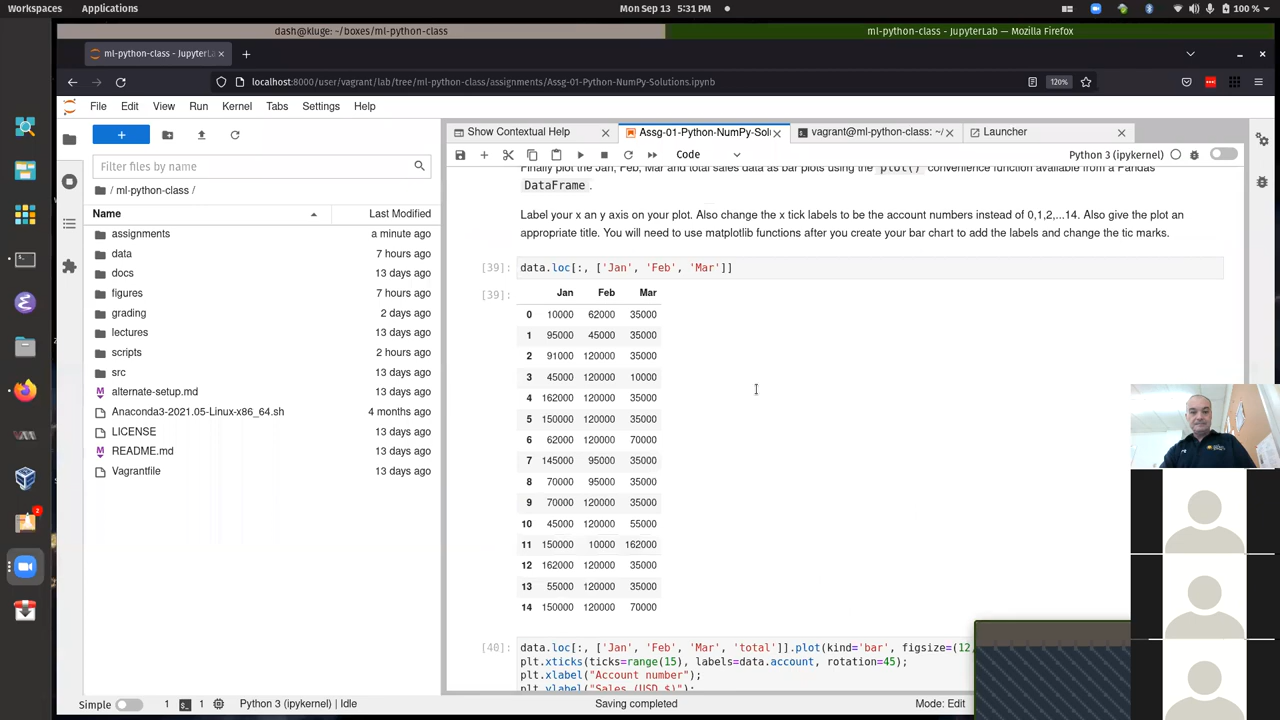 Workspaces Applications Mon Sep 13 5:31 PM 100 %
dash@kluge: ~/boxes/ml-python-class ml-python-class - JupyterLab — Mozilla Firefox
ml-python-class - JupyterLa
localhost:8000/user/vagrant/lab/tree/ml-python-class/assignments/Assg-01-Python-NumPy-Solutions.ipynb 120%
File Edit View Run Kernel Tabs Settings Help
Show Contextual Help Assg-01-Python-NumPy-Solu vagrant@ml-python-class: ~/ Launcher
Code Python 3 (ipykernel)
Filter files by name
/ ml-python-class /
Name Last Modified
assignments a minute ago
data 7 hours ago
docs 13 days ago
figures 7 hours ago
grading 2 days ago
lectures 13 days ago
scripts 2 hours ago
src 13 days ago
alternate-setup.md 13 days ago
Anaconda3-2021.05-Linux-x86_64.sh 4 months ago
LICENSE 13 days ago
README.md 13 days ago
Vagrantfile 13 days ago
Finally plot the Jan, Feb, Mar and total sales data as bar plots using the plot() convenience function available from a Pandas
DataFrame .
Label your x an y axis on your plot. Also change the x tick labels to be the account numbers instead of 0,1,2,...14. Also give the plot an
appropriate title. You will need to use matplotlib functions after you create your bar chart to add the labels and change the tic marks.
[39]: data.loc[:, ['Jan', 'Feb', 'Mar']]
[39]: Jan Feb Mar
0 10000 62000 35000
1 95000 45000 35000
2 91000 120000 35000
3 45000 120000 10000
4 162000 120000 35000
5 150000 120000 35000
6 62000 120000 70000
7 145000 95000 35000
8 70000 95000 35000
9 70000 120000 35000
10 45000 120000 55000
11 150000 10000 162000
12 162000 120000 35000
13 55000 120000 35000
14 150000 120000 70000
[40]: data.loc[:, ['Jan', 'Feb', 'Mar', 'total']].plot(kind='bar', figsize=(12,
plt.xticks(ticks=range(15), labels=data.account, rotation=45);
plt.xlabel("Account number");
plt.ylabel("Sales (USD $)");
Simple 1 1 Python 3 (ipykernel) | Idle Saving completed Mode: Edit
2